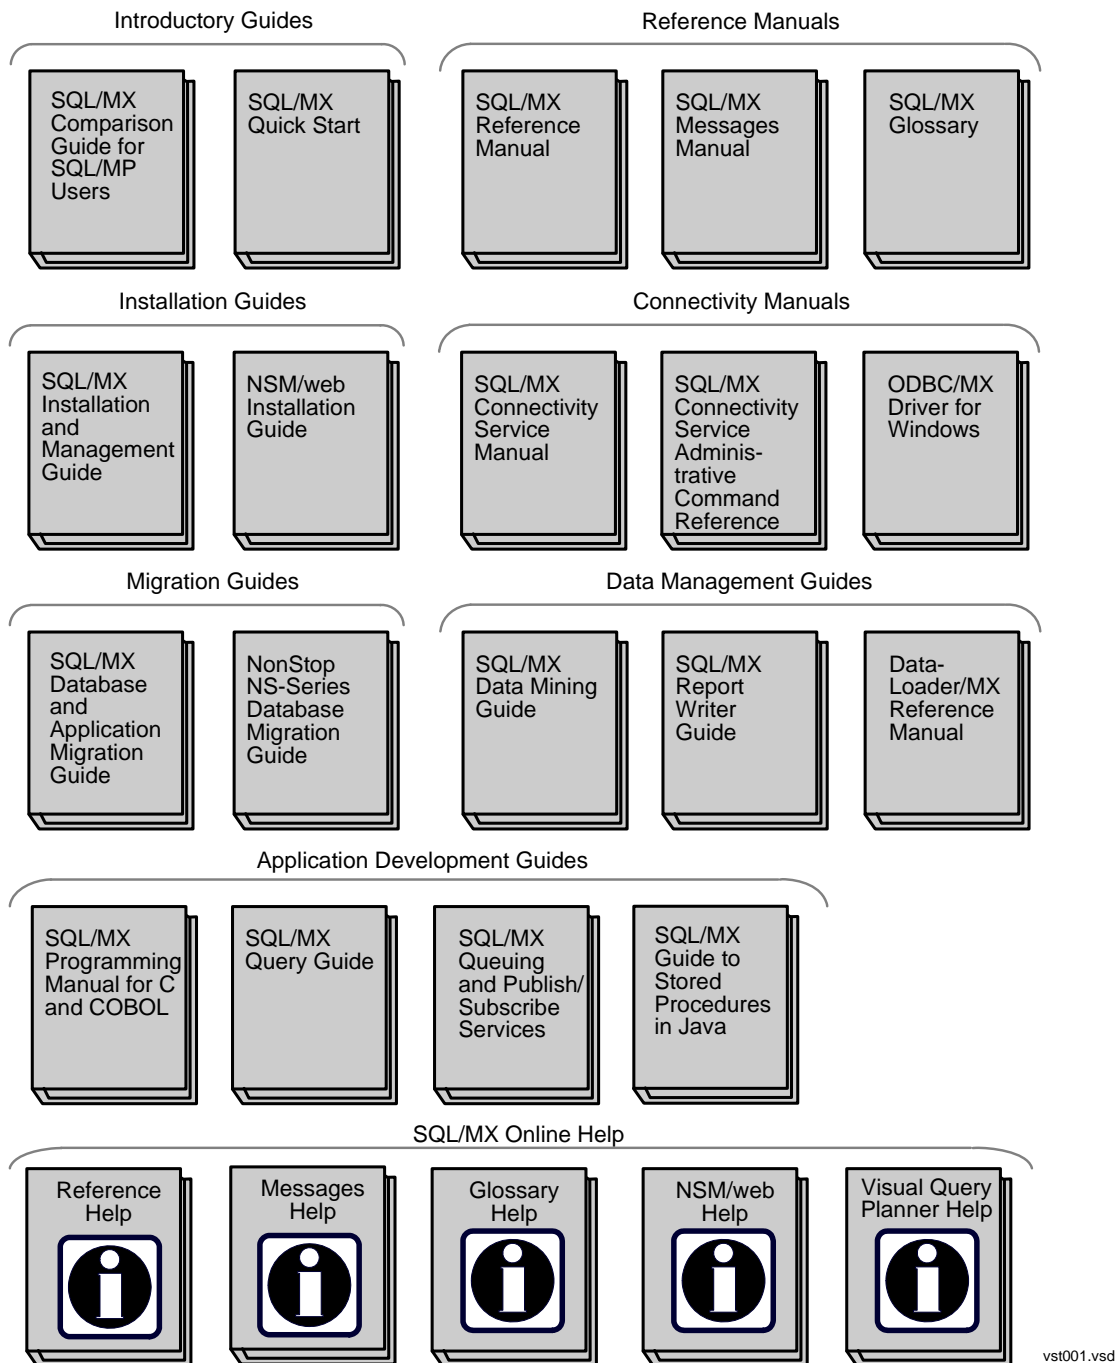 Introductory Guides
SQL/MX
Comparison
Guide for
SQL/MP
Users
SQL/MX
Quick Start
Reference Manuals
SQL/MX
Reference
Manual
SQL/MX
Messages
Manual
SQL/MX
Glossary
Installation Guides
SQL/MX
Installation
and
Management
Guide
NSM/web
Installation
Guide
Connectivity Manuals
SQL/MX
Connectivity
Service
Manual
SQL/MX
Connectivity
Service
Adminis-
trative
Command
Reference
ODBC/MX
Driver for
Windows
Migration Guides
SQL/MX
Database
and
Application
Migration
Guide
NonStop
NS-Series
Database
Migration
Guide
Data Management Guides
SQL/MX
Data Mining
Guide
SQL/MX
Report
Writer
Guide
Data-
Loader/MX
Reference
Manual
Application Development Guides
SQL/MX
Programming
Manual for C
and COBOL
SQL/MX
Query Guide
SQL/MX
Queuing
and Publish/
Subscribe
Services
SQL/MX
Guide to
Stored
Procedures
in Java
SQL/MX Online Help
Reference
Help
Messages
Help
Glossary
Help
NSM/web
Help
Visual Query
Planner Help
vst001.vsd